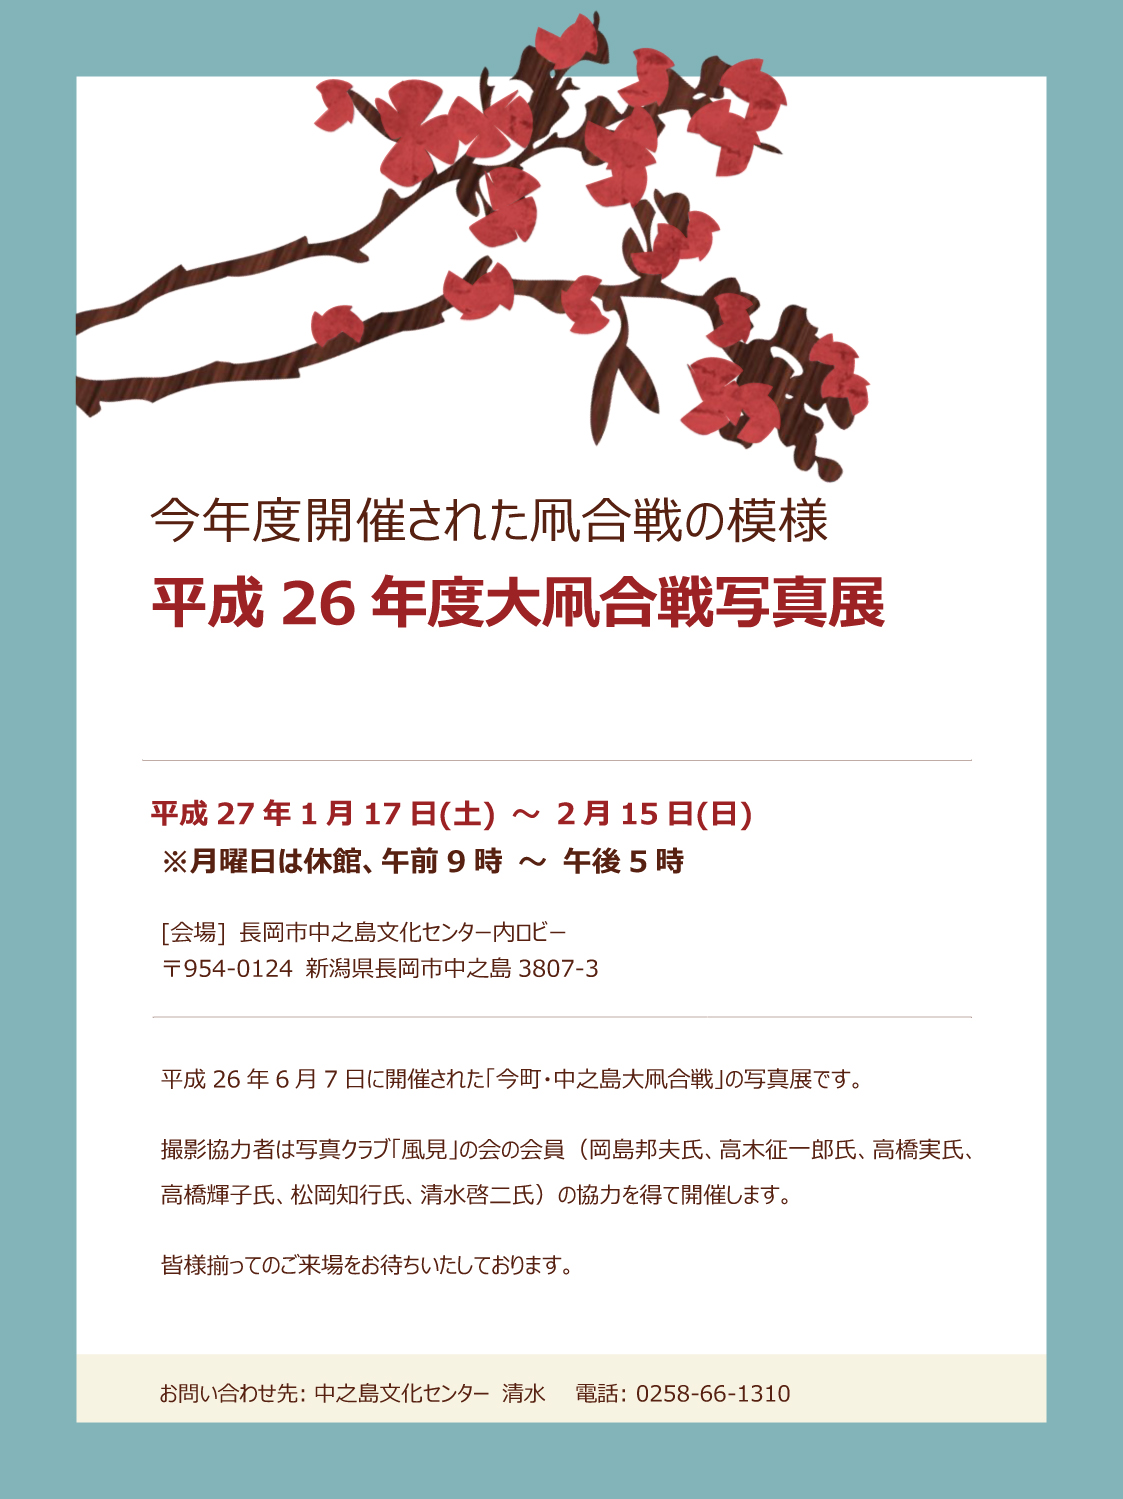 今年度開催された凧合戦の模様
平成 26 年度大凧合戦写真展
平成 27 年 1 月 17 日(土) ～ 2 月 15 日(日)
※月曜日は休館、午前 9 時 ～ 午後 5 時
[会場] 長岡市中之島文化センター内ロビー
〒954-0124 新潟県長岡市中之島 3807-3
平成 26 年 6 月 7 日に開催された「今町・中之島大凧合戦」の写真展です。
撮影協力者は写真クラブ「風見」の会の会員（岡島邦夫氏、高木征一郎氏、高橋実氏、
高橋輝子氏、松岡知行氏、清水啓二氏）の協力を得て開催します。
皆様揃ってのご来場をお待ちいたしております。
お問い合わせ先: 中之島文化センター 清水 電話: 0258-66-1310